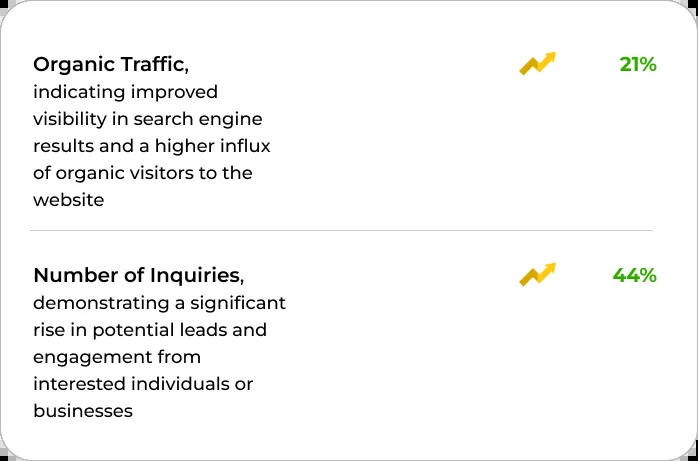 Organic Traffic,
21%
indicating improved
visibility in search engine
results and a higher influx
of organic visitors to the
website
Number of Inquiries,
44%
demonstrating a significant
rise in potential leads and
engagement from
interested individuals or
businesses